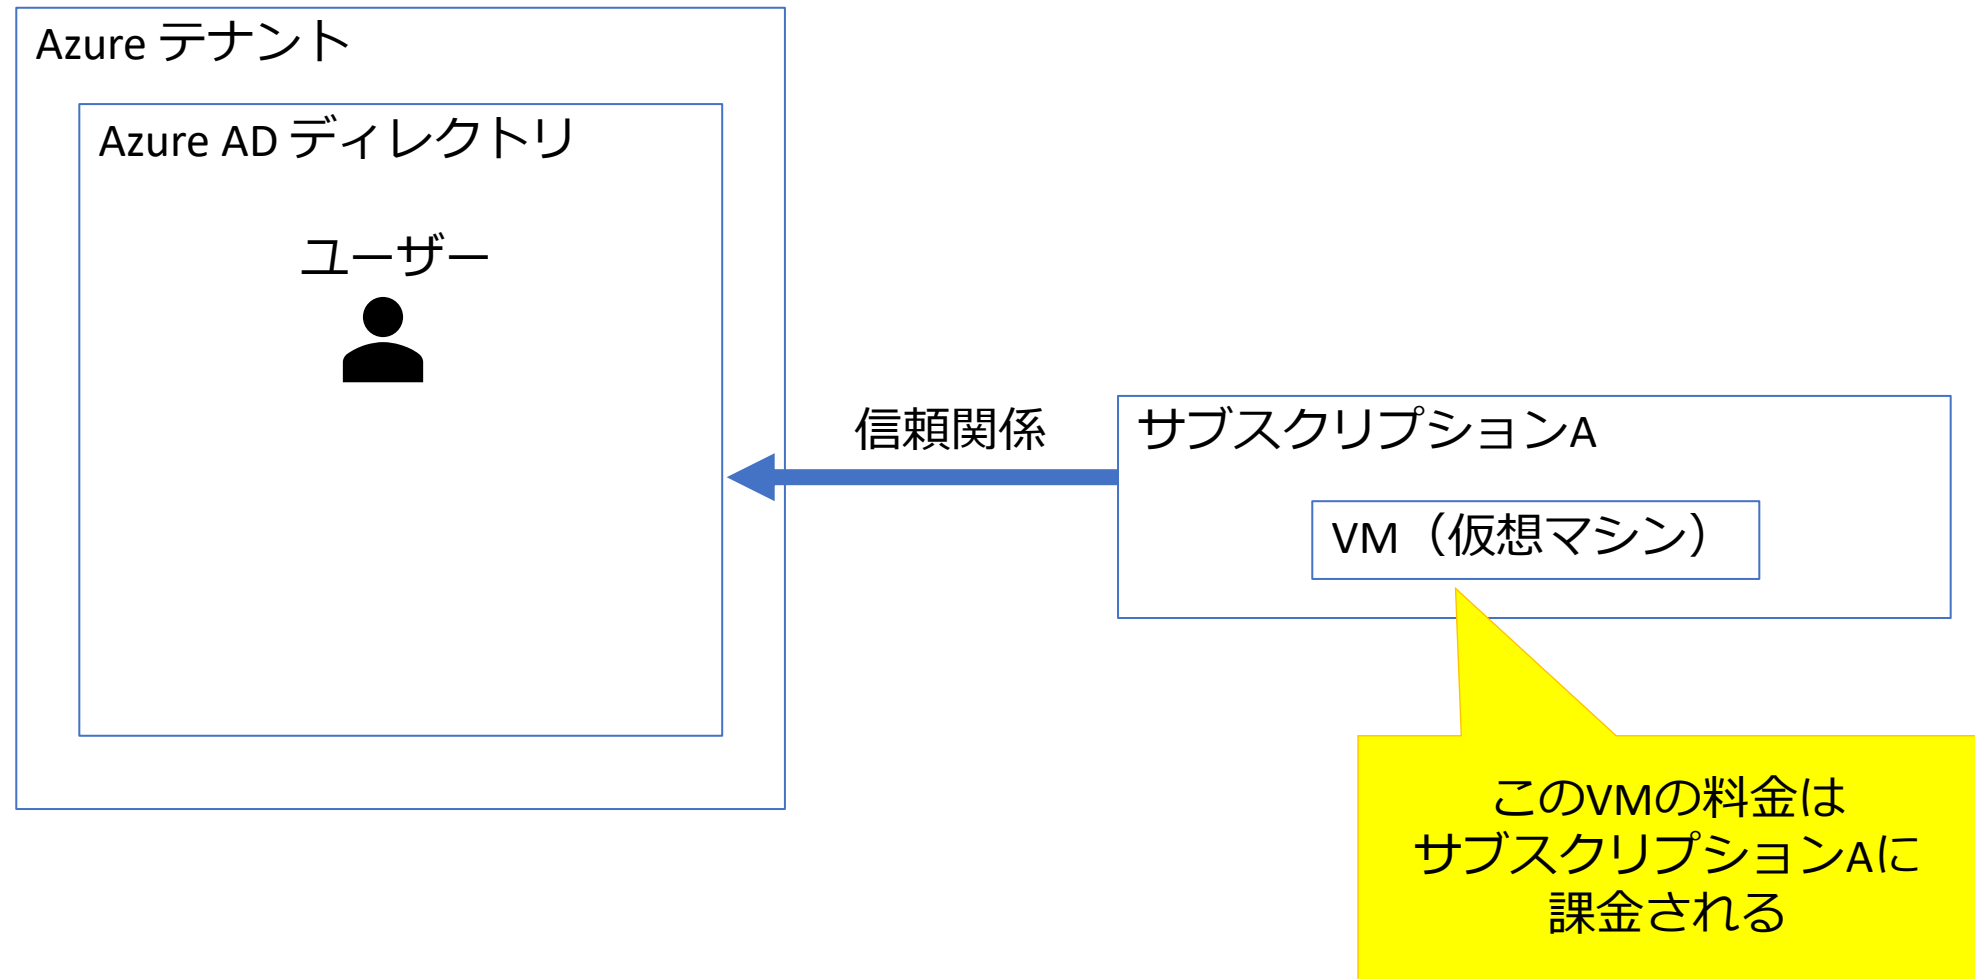 Azure テナント
Azure AD ディレクトリ
ユーザー
信頼関係
サブスクリプションA
VM（仮想マシン）
このVMの料金は
サブスクリプションAに
課金される